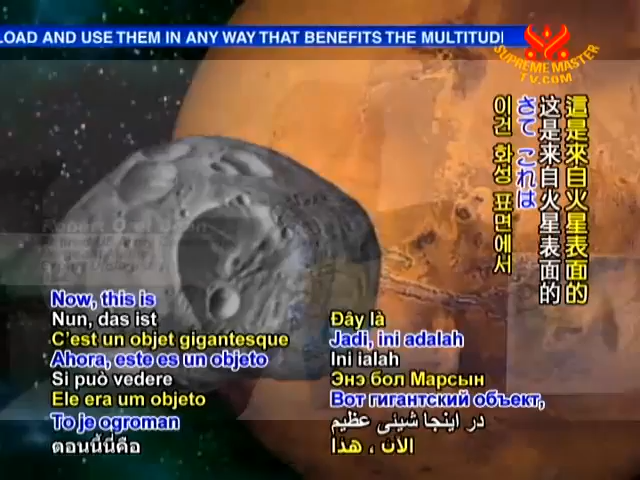 LOAD AND USE THEM IN ANY WAY THAT BENEFITS THE MULTITUDI
SUPREME MASTER
TV.COM
這是來自火星表面的
这是来自火星表面的
さて これは
이건 화성 표면에서
Now, this is
Nun, das ist
C'est un objet gigantesque
Ahora, este es un objeto
Si può vedere
Ele era um objeto
To je ogroman
ตอนนี้นี่คือ
Đây là
Jadi, ini adalah
Ini ialah
Энэ бол Марсын
Вот гигантский объект,
در اینجا شیئی عظیم
الآن ، هذا